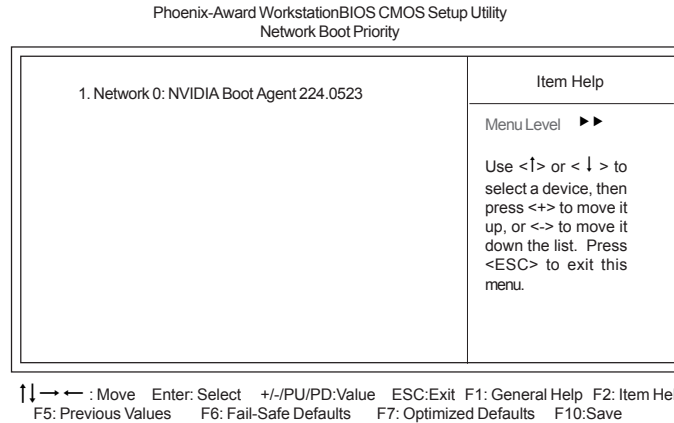 Phoenix-Award WorkstationBIOS CMOS Setup Utility
Network Boot Priority
1. Network 0: NVIDIA Boot Agent 224.0523
Item Help
Menu Level ►►
Use <↑> or < ↓ > to
select a device, then
press <+> to move it
up, or <-> to move it
down the list. Press
<ESC> to exit this
menu.
↑↓→← : Move Enter: Select +/-/PU/PD:Value ESC:Exit F1: General Help F2: Item
F5: Previous Values F6: Fail-Safe Defaults F7: Optimized Defaults F10:Save